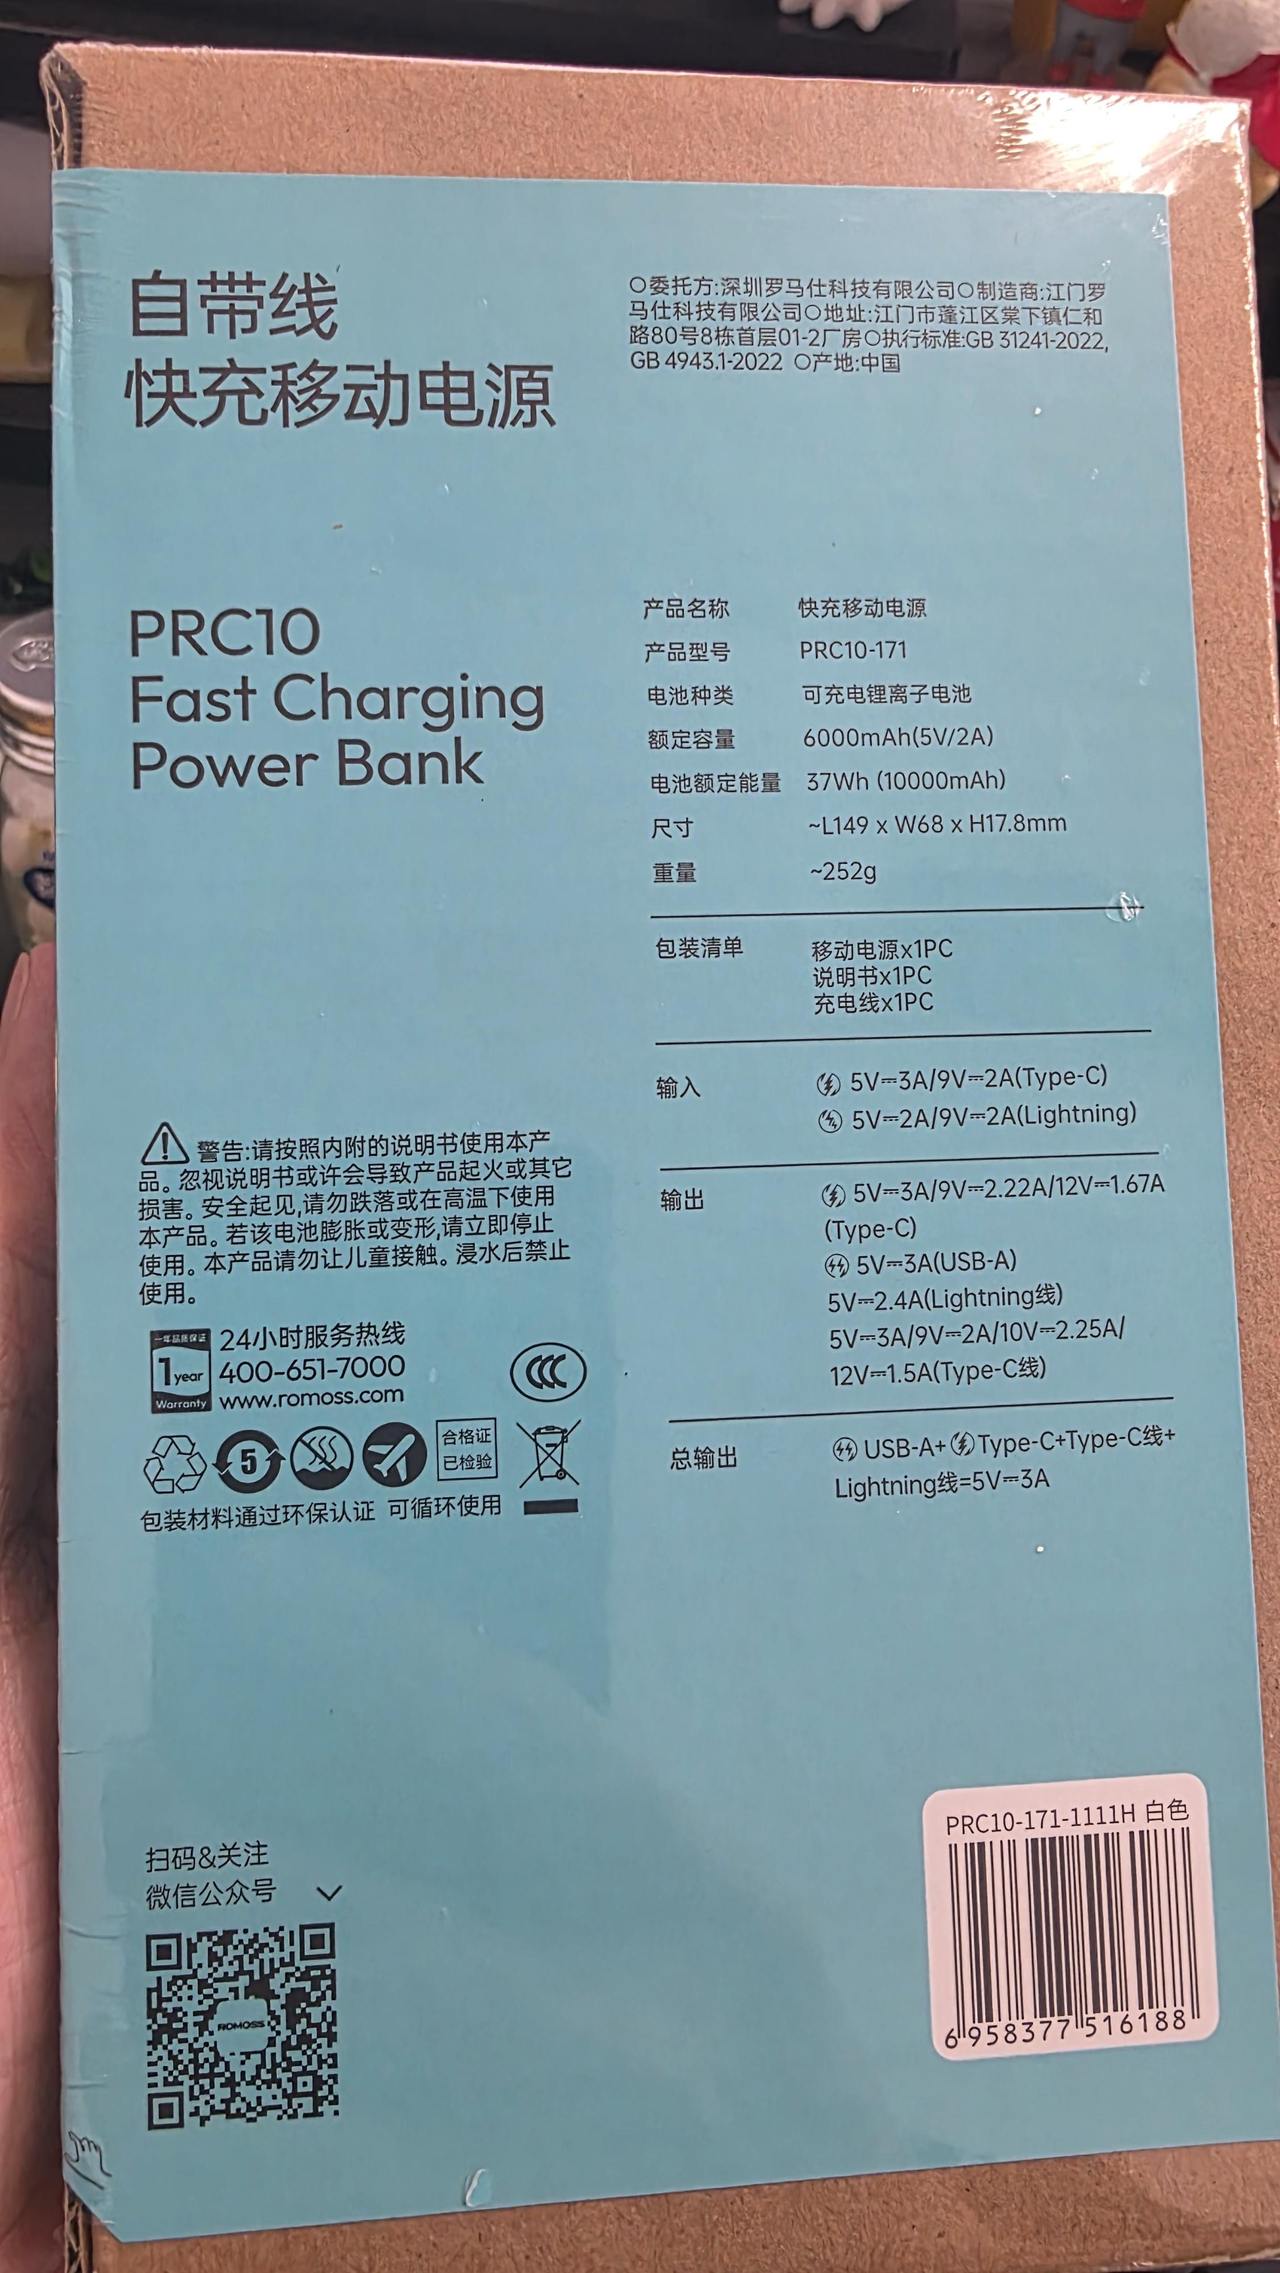 自带线
快充移动电源
○委托方:深圳罗马仕科技有限公司○制造商:江门罗
马仕科技有限公司○地址:江门市蓬江区棠下镇仁和
路80号8栋首层01-2厂房○执行标准:GB 31241-2022,
GB 4943.1-2022 ○产地:中国
PRC10
Fast Charging
Power Bank
产品名称 快充移动电源
产品型号 PRC10-171
电池种类 可充电锂离子电池
额定容量 6000mAh(5V/2A)
电池额定能量 37Wh (10000mAh)
尺寸 ~L149 x W68 x H17.8mm
重量 ~252g
包装清单 移动电源x1PC
说明书x1PC
充电线x1PC
输入 5V⎓3A/9V⎓2A(Type-C)
5V⎓2A/9V⎓2A(Lightning)
输出 5V⎓3A/9V⎓2.22A/12V⎓1.67A
(Type-C)
5V⎓3A(USB-A)
5V⎓2.4A(Lightning线)
5V⎓3A/9V⎓2A/10V⎓2.25A/
12V⎓1.5A(Type-C线)
总输出 USB-A+Type-C+Type-C线+
Lightning线=5V⎓3A
警告:请按照内附的说明书使用本产
品。忽视说明书或许会导致产品起火或其它
损害。安全起见,请勿跌落或在高温下使用
本产品。若该电池膨胀或变形,请立即停止
使用。本产品请勿让儿童接触。浸水后禁止
使用。
一年品质保证
1 year
Warranty
24小时服务热线
400-651-7000
www.romoss.com
CCC
5
合格证
已检验
包装材料通过环保认证 可循环使用
扫码&关注
微信公众号
ROMOSS
PRC10-171-1111H 白色
6 958377 516188